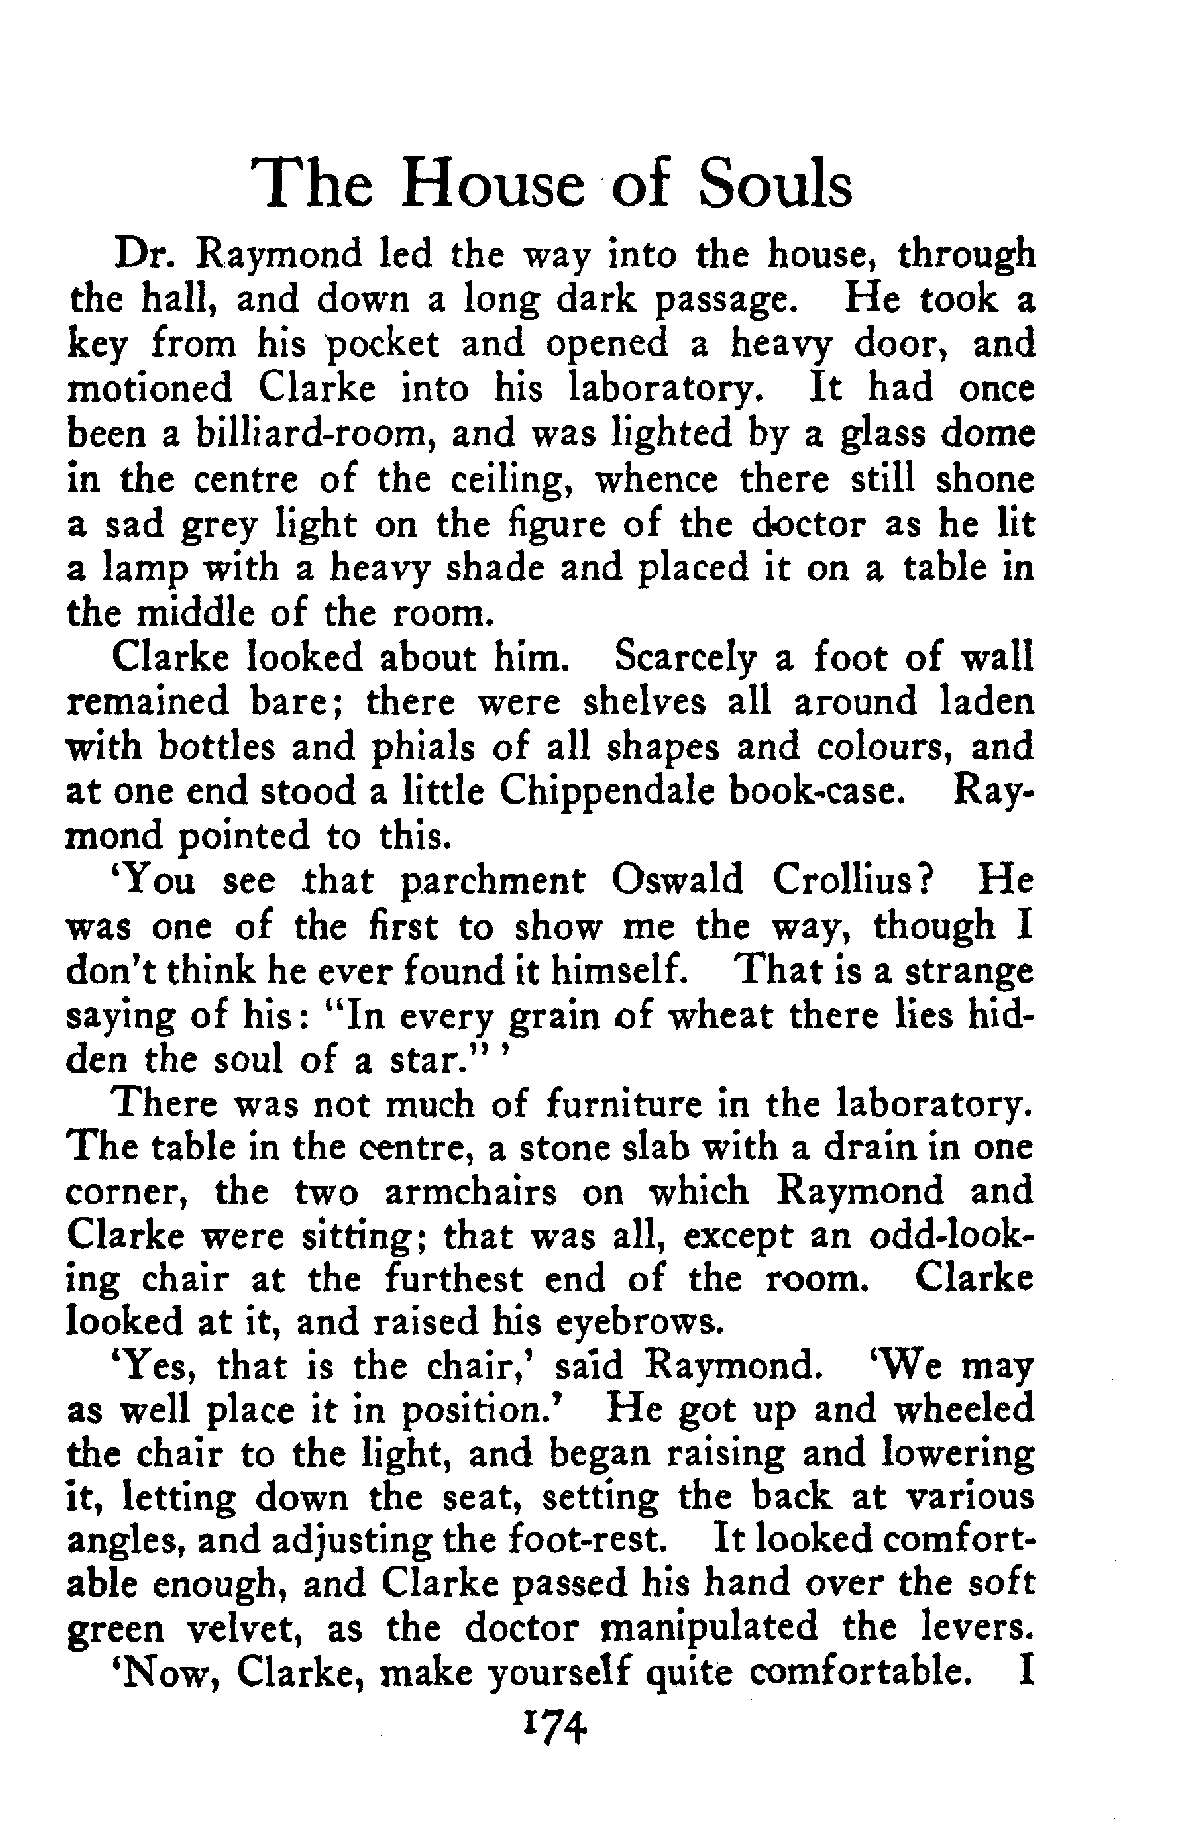 The House of Souls
Dr. Raymond led the way into the house, through
the hall, and down a long dark passage. He took a
key from his pocket and opened a heavy door, and
motioned Clarke into his laboratory. It had once
been a billiard-room, and was lighted by a glass dome
in the centre of the ceiling, whence there still shone
a sad grey light on the figure of the doctor as he lit
a lamp with a heavy shade and placed it on a table in
the middle of the room.
Clarke looked about him. Scarcely a foot of wall
remained bare; there were shelves all around laden
with bottles and phials of all shapes and colours, and
at one end stood a little Chippendale book-case. Ray-
mond pointed to this.
‘You see that parchment Oswald Crollius? He
was one of the first to show me the way, though I
don’t think he ever found it himself. That is a strange
saying of his: “In every grain of wheat there lies hid-
den the soul of a star.” ’
There was not much of furniture in the laboratory.
The table in the centre, a stone slab with a drain in one
corner, the two armchairs on which Raymond and
Clarke were sitting; that was all, except an odd-look-
ing chair at the furthest end of the room. Clarke
looked at it, and raised his eyebrows.
‘Yes, that is the chair,’ said Raymond. ‘We may
as well place it in position.’ He got up and wheeled
the chair to the light, and began raising and lowering
it, letting down the seat, setting the back at various
angles, and adjusting the foot-rest. It looked comfort-
able enough, and Clarke passed his hand over the soft
green velvet, as the doctor manipulated the levers.
‘Now, Clarke, make yourself quite comfortable. I
174